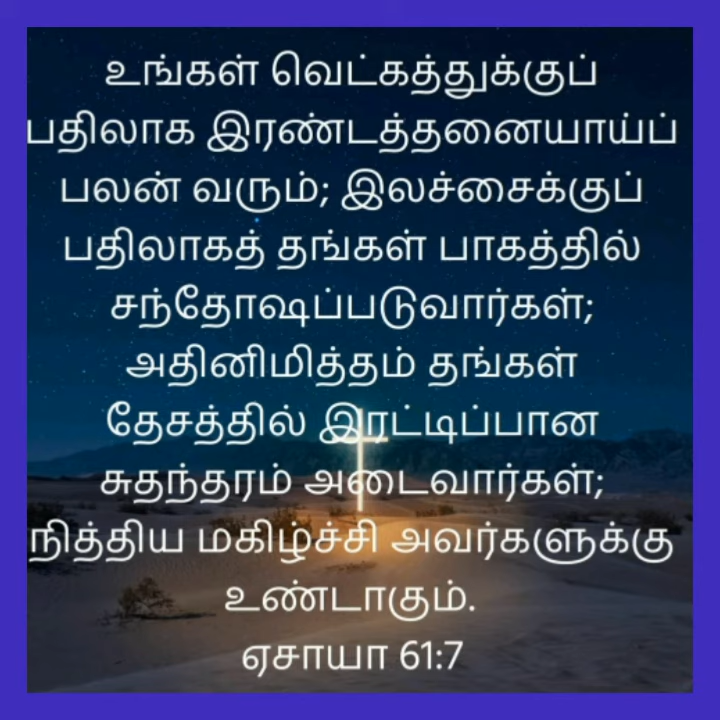 உங்கள் வெட்கத்துக்குப்
பதிலாக இரண்டத்தனையாய்ப்
பலன் வரும்; இலச்சைக்குப்
பதிலாகத் தங்கள் பாகத்தில்
சந்தோஷப்படுவார்கள்;
அதினிமித்தம் தங்கள்
தேசத்தில் இரட்டிப்பான
சுதந்தரம் அடைவார்கள்;
நித்திய மகிழ்ச்சி அவர்களுக்கு
உண்டாகும்.
ஏசாயா 61:7